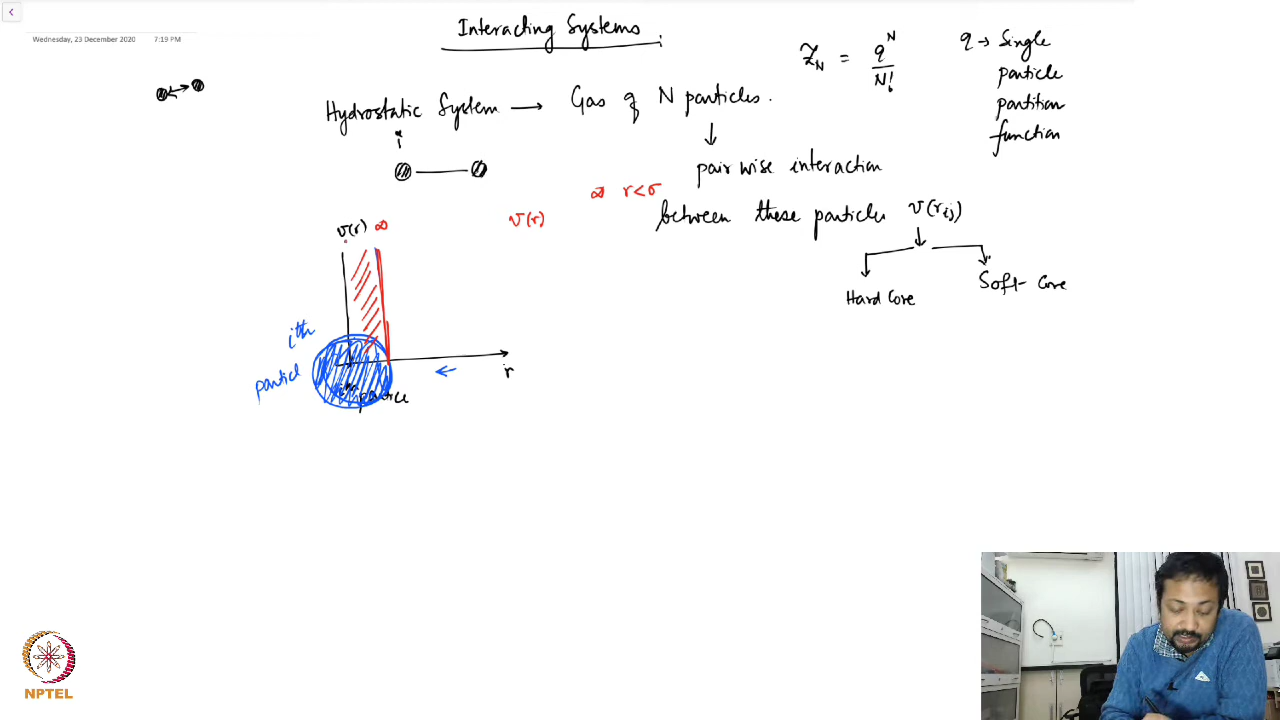 Interacting Systems
Wednesday, 23 December 2020 7:19 PM
Z_N = q^N / N!
q → Single
particle
partition
function
Hydrostatic System → Gas of N particles.
i
pair wise interaction
between these particles v(r_ij)
Hard Core
Soft-Core
∞ r<σ
v(r)
v(r) ∞
ith
particl
r
NPTEL